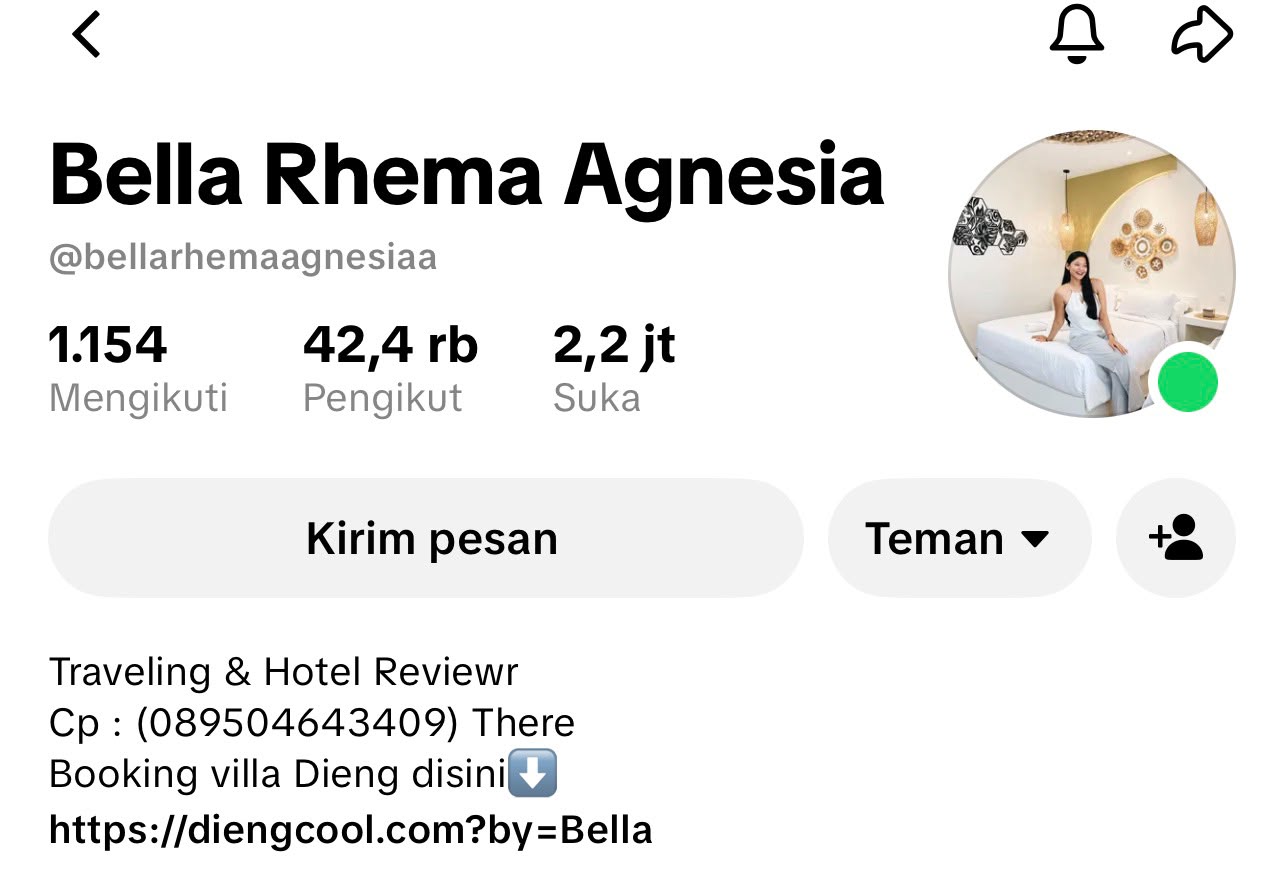 Bella Rhema Agnesia
@bellarhemaagnesiaa
1.154 42,4 rb 2,2 jt
Mengikuti Pengikut Suka
Kirim pesan Teman
Traveling & Hotel Reviewr
Cp : (089504643409) There
Booking villa Dieng disini⬇️
https://diengcool.com?by=Bella